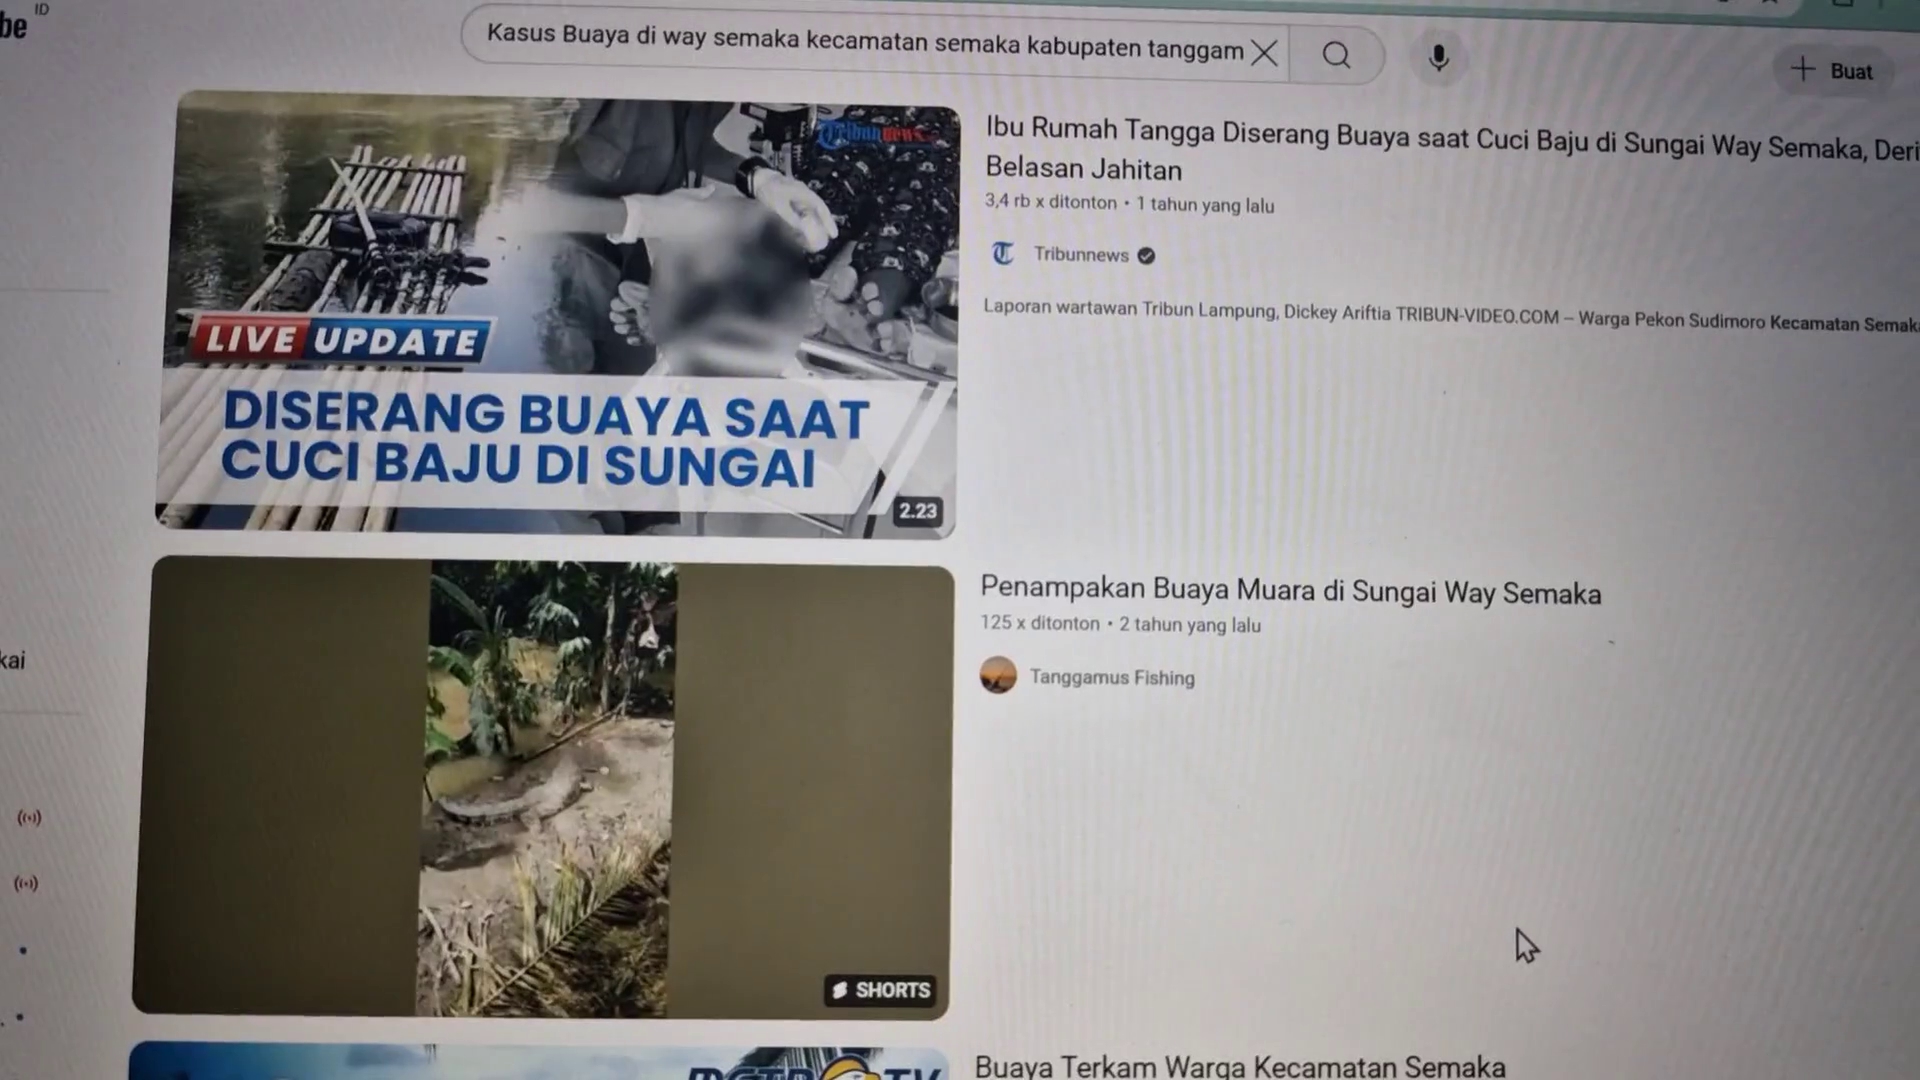 be ID
Kasus Buaya di way semaka kecamatan semaka kabupaten tanggam
Buat
Tribunnews
LIVE UPDATE
DISERANG BUAYA SAAT
CUCI BAJU DI SUNGAI
2.23
Ibu Rumah Tangga Diserang Buaya saat Cuci Baju di Sungai Way Semaka, Deri
Belasan Jahitan
3,4 rb x ditonton • 1 tahun yang lalu
Tribunnews
Laporan wartawan Tribun Lampung, Dickey Ariftia TRIBUN-VIDEO.COM – Warga Pekon Sudimoro Kecamatan Semaka
kai
SHORTS
Penampakan Buaya Muara di Sungai Way Semaka
125 x ditonton • 2 tahun yang lalu
Tanggamus Fishing
Buaya Terkam Warga Kecamatan Semaka